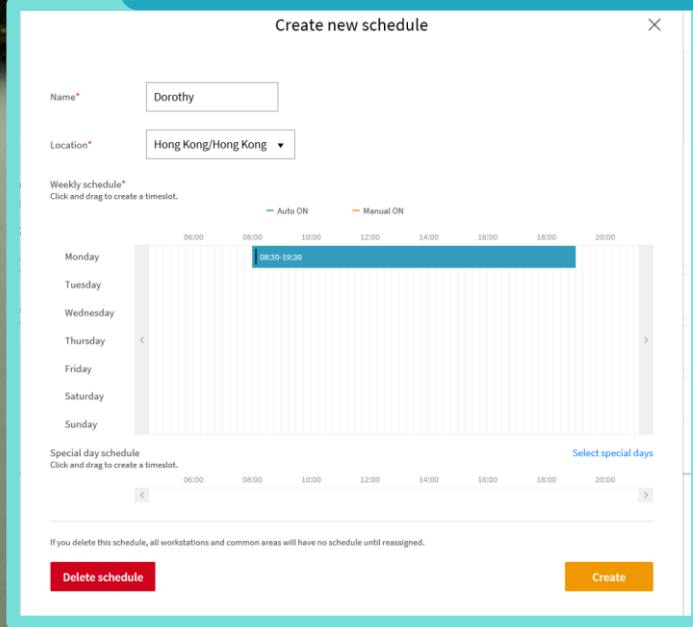 Create new schedule
Name*
Dorothy
Location*
Hong Kong/Hong Kong
Weekly schedule*
Click and drag to create a timeslot.
Auto ON Manual ON
06:00 08:00 10:00 12:00 14:00 16:00 18:00 20:00
Monday 08:30-19:30
Tuesday
Wednesday
Thursday
Friday
Saturday
Sunday
Special day schedule Select special days
Click and drag to create a timeslot.
06:00 08:00 10:00 12:00 14:00 16:00 18:00 20:00
If you delete this schedule, all workstations and common areas will have no schedule until reassigned.
Delete schedule Create